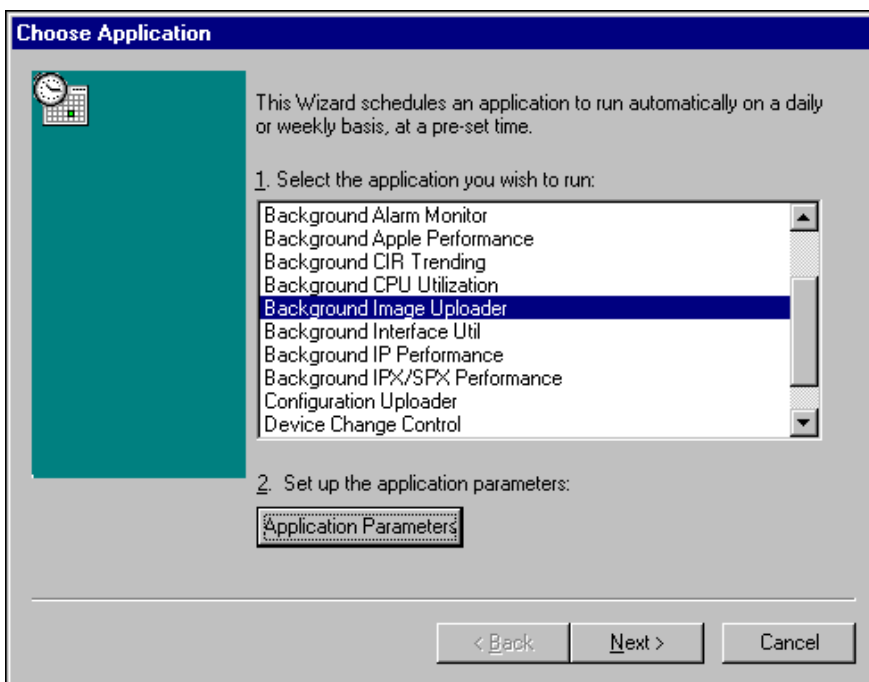 Choose Application
This Wizard schedules an application to run automatically on a daily
or weekly basis, at a pre-set time.
1. Select the application you wish to run:
Background Alarm Monitor
Background Apple Performance
Background CIR Trending
Background CPU Utilization
Background Image Uploader
Background Interface Util
Background IP Performance
Background IPX/SPX Performance
Configuration Uploader
Device Change Control
2. Set up the application parameters:
Application Parameters
< Back Next > Cancel